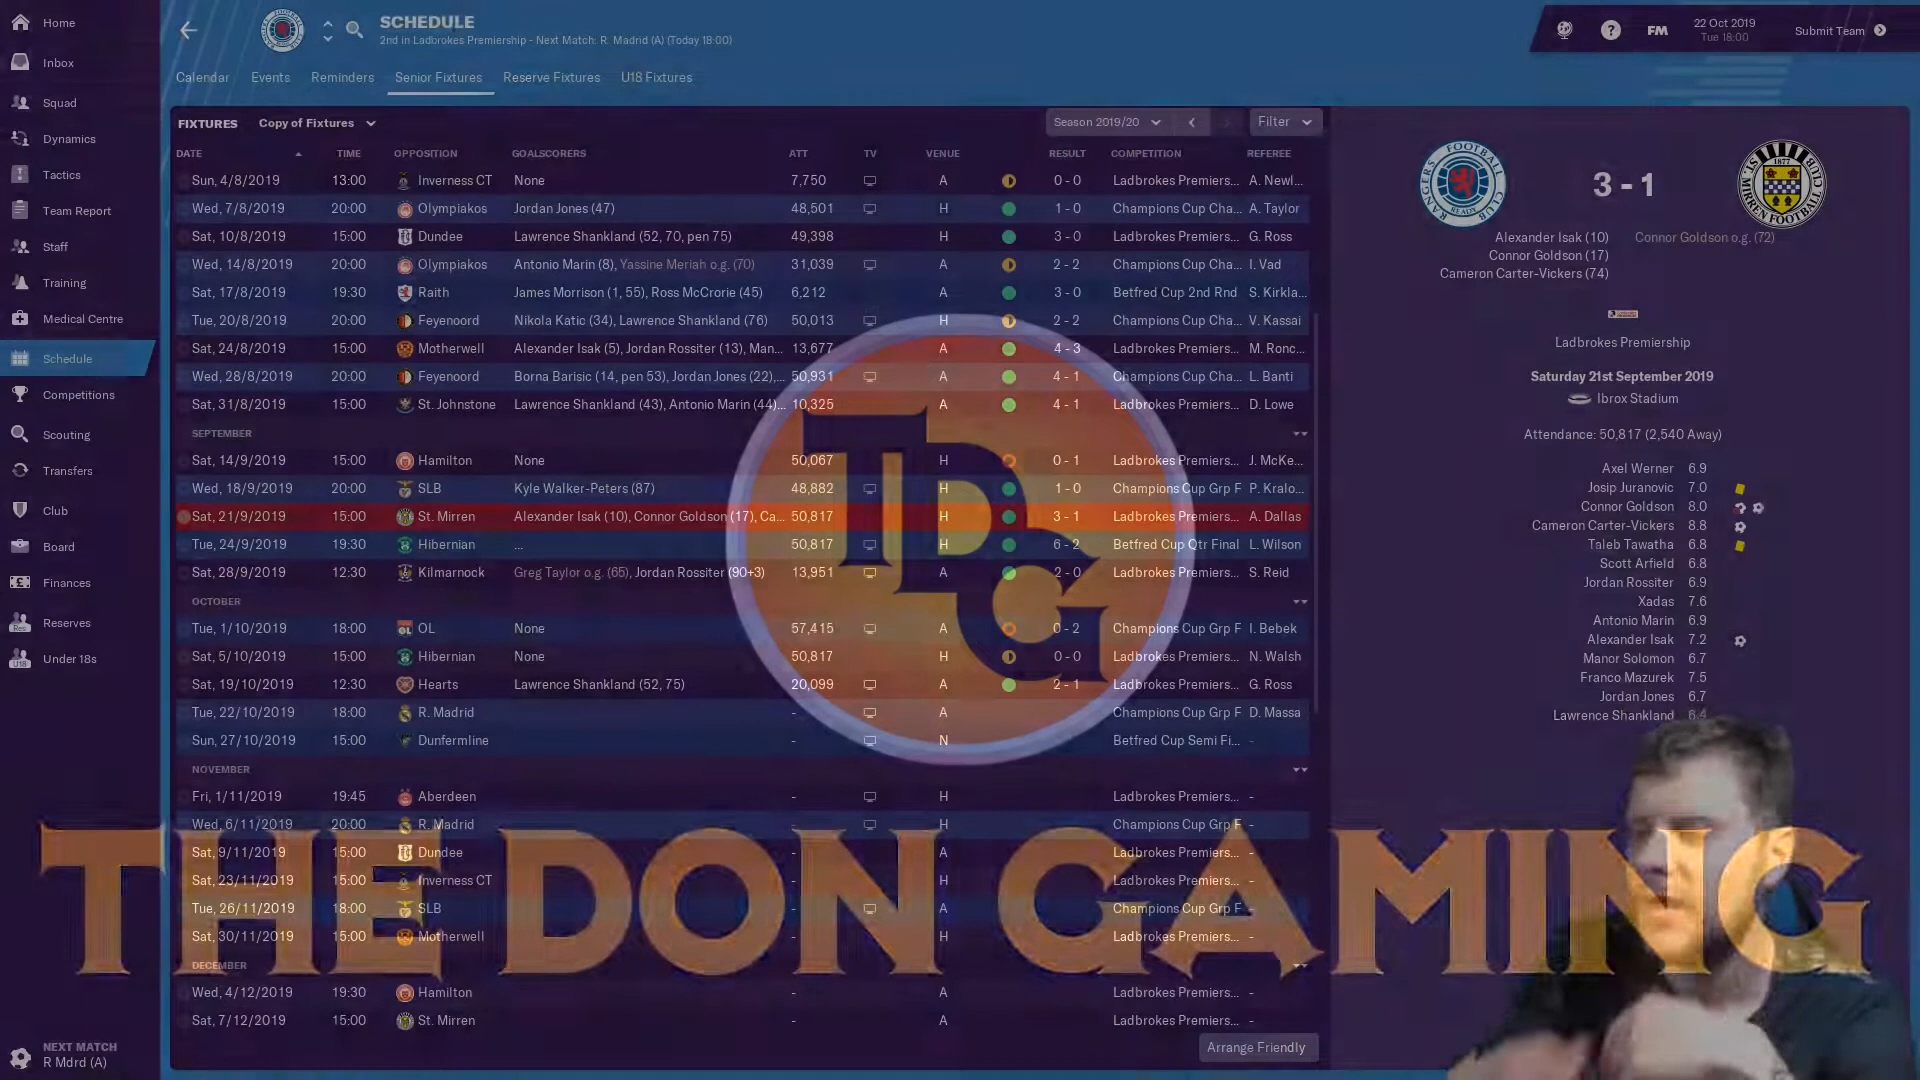 Home
Inbox
Squad
Dynamics
Tactics
Team Report
Staff
Training
Medical Centre
Schedule
Competitions
Scouting
Transfers
Club
Board
Finances
Reserves
Under 18s
NEXT MATCH
R Mdrd (A)
SCHEDULE
2nd in Ladbrokes Premiership - Next Match: R. Madrid (A) (Today 18:00)
? FM 22 Oct 2019 Submit Team
Tue 18:00
Calendar Events Reminders Senior Fixtures Reserve Fixtures U18 Fixtures
FIXTURES Copy of Fixtures Season 2019/20 Filter
DATE TIME OPPOSITION GOALSCORERS ATT TV VENUE RESULT COMPETITION REFEREE
Sun, 4/8/2019 13:00 Inverness CT None 7,750 A 0 - 0 Ladbrokes Premiers... A. Newl...
Wed, 7/8/2019 20:00 Olympiakos Jordan Jones (47) 48,501 H 1 - 0 Champions Cup Cha... A. Taylor
Sat, 10/8/2019 15:00 Dundee Lawrence Shankland (52, 70, pen 75) 49,398 H 3 - 0 Ladbrokes Premiers... G. Ross
Wed, 14/8/2019 20:00 Olympiakos Antonio Marin (8), Yassine Meriah o.g. (70) 31,039 A 2 - 2 Champions Cup Cha... I. Vad
Sat, 17/8/2019 19:30 Raith James Morrison (1, 55), Ross McCrorie (45) 6,212 A 3 - 0 Betfred Cup 2nd Rnd S. Kirkla...
Tue, 20/8/2019 20:00 Feyenoord Nikola Katic (34), Lawrence Shankland (76) 50,013 H 2 - 2 Champions Cup Cha... V. Kassai
Sat, 24/8/2019 15:00 Motherwell Alexander Isak (5), Jordan Rossiter (13), Man... 13,677 A 4 - 3 Ladbrokes Premiers... M. Ronc...
Wed, 28/8/2019 20:00 Feyenoord Borna Barisic (14, pen 53), Jordan Jones (22),... 50,931 A 4 - 1 Champions Cup Cha... L. Banti
Sat, 31/8/2019 15:00 St. Johnstone Lawrence Shankland (43), Antonio Marin (44)... 10,325 A 4 - 1 Ladbrokes Premiers... D. Lowe
SEPTEMBER
Sat, 14/9/2019 15:00 Hamilton None 50,067 H 0 - 1 Ladbrokes Premiers... J. McKe...
Wed, 18/9/2019 20:00 SLB Kyle Walker-Peters (87) 48,882 H 1 - 0 Champions Cup Grp F P. Kralo...
Sat, 21/9/2019 15:00 St. Mirren Alexander Isak (10), Connor Goldson (17), Ca... 50,817 H 3 - 1 Ladbrokes Premiers... A. Dallas
Tue, 24/9/2019 19:30 Hibernian ... 50,817 H 6 - 2 Betfred Cup Qtr Final L. Wilson
Sat, 28/9/2019 12:30 Kilmarnock Greg Taylor o.g. (65), Jordan Rossiter (90+3) 13,951 A 2 - 0 Ladbrokes Premiers... S. Reid
OCTOBER
Tue, 1/10/2019 18:00 OL None 57,415 A 0 - 2 Champions Cup Grp F I. Bebek
Sat, 5/10/2019 15:00 Hibernian None 50,817 H 0 - 0 Ladbrokes Premiers... N. Walsh
Sat, 19/10/2019 12:30 Hearts Lawrence Shankland (52, 75) 20,099 A 2 - 1 Ladbrokes Premiers... G. Ross
Tue, 22/10/2019 18:00 R. Madrid - A Champions Cup Grp F D. Massa
Sun, 27/10/2019 15:00 Dunfermline - N Betfred Cup Semi Fi... -
NOVEMBER
Fri, 1/11/2019 19:45 Aberdeen - H Ladbrokes Premiers... -
Wed, 6/11/2019 20:00 R. Madrid - H Champions Cup Grp F -
Sat, 9/11/2019 15:00 Dundee - A Ladbrokes Premiers... -
Sat, 23/11/2019 15:00 Inverness CT - H Ladbrokes Premiers... -
Tue, 26/11/2019 18:00 SLB - A Champions Cup Grp F -
Sat, 30/11/2019 15:00 Motherwell - H Ladbrokes Premiers... -
DECEMBER
Wed, 4/12/2019 19:30 Hamilton - A Ladbrokes Premiers... -
Sat, 7/12/2019 15:00 St. Mirren - A Ladbrokes Premiers... -
Arrange Friendly
TDG
THE DON GAMING
RANGERS FOOTBALL CLUB
READY
3 - 1
1877
ST. MIRREN FOOTBALL CLUB
Alexander Isak (10) Connor Goldson o.g. (72)
Connor Goldson (17)
Cameron Carter-Vickers (74)
Ladbrokes Premiership
Saturday 21st September 2019
Ibrox Stadium
Attendance: 50,817 (2,540 Away)
Axel Werner 6.9
Josip Juranovic 7.0
Connor Goldson 8.0
Cameron Carter-Vickers 8.8
Taleb Tawatha 6.8
Scott Arfield 6.8
Jordan Rossiter 6.9
Xadas 7.6
Antonio Marin 6.9
Alexander Isak 7.2
Manor Solomon 6.7
Franco Mazurek 7.5
Jordan Jones 6.7
Lawrence Shankland 6.4